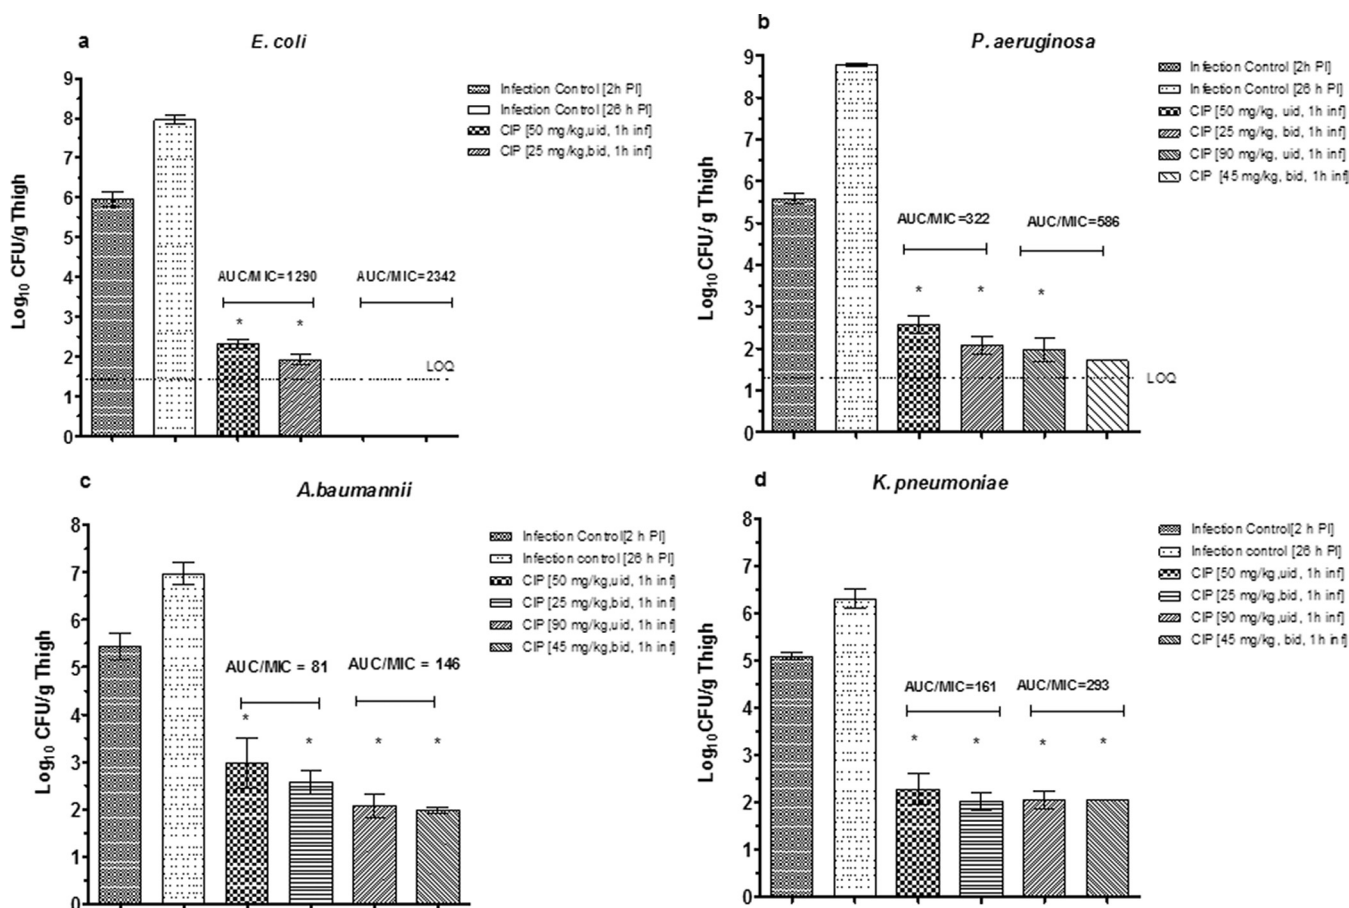 a
E. coli
Log10 CFU/g Thigh
9
8
7
6
5
4
3
2
1
0
AUC/MIC=1290
AUC/MIC=2342
*
*
LOQ
Infection Control [2h PI]
Infection Control [26 h PI]
CIP [50 mg/kg,uid, 1h inf]
CIP [25 mg/kg,bid, 1h inf]
b
P. aeruginosa
Log10 CFU/ g Thigh
9
8
7
6
5
4
3
2
1
0
AUC/MIC=322
AUC/MIC=586
*
*
*
LOQ
Infection Control [2h PI]
Infection Control [26 h PI]
CIP [50 mg/kg, uid, 1h inf]
CIP [25 mg/kg, bid, 1h inf]
CIP [90 mg/kg, uid, 1h inf]
CIP [45 mg/kg, bid, 1h inf]
c
A.baumannii
Log10 CFU/g Thigh
8
7
6
5
4
3
2
1
0
AUC/MIC = 81
AUC/MIC = 146
*
*
*
*
Infection Control[2 h PI]
Infection control [26 h PI]
CIP [50 mg/kg,uid, 1h inf]
CIP [25 mg/kg,bid, 1h inf]
CIP [90 mg/kg,uid, 1h inf]
CIP [45 mg/kg,bid, 1h inf]
d
K. pneumoniae
Log10CFU/g Thigh
8
7
6
5
4
3
2
1
0
AUC/MIC=161
AUC/MIC=293
*
*
*
*
Infection Control[2 h PI]
Infection control [26 h PI]
CIP [50 mg/kg,uid, 1h inf]
CIP [25 mg/kg,bid, 1h inf]
CIP [90 mg/kg,uid, 1h inf]
CIP [45 mg/kg, bid, 1h inf]